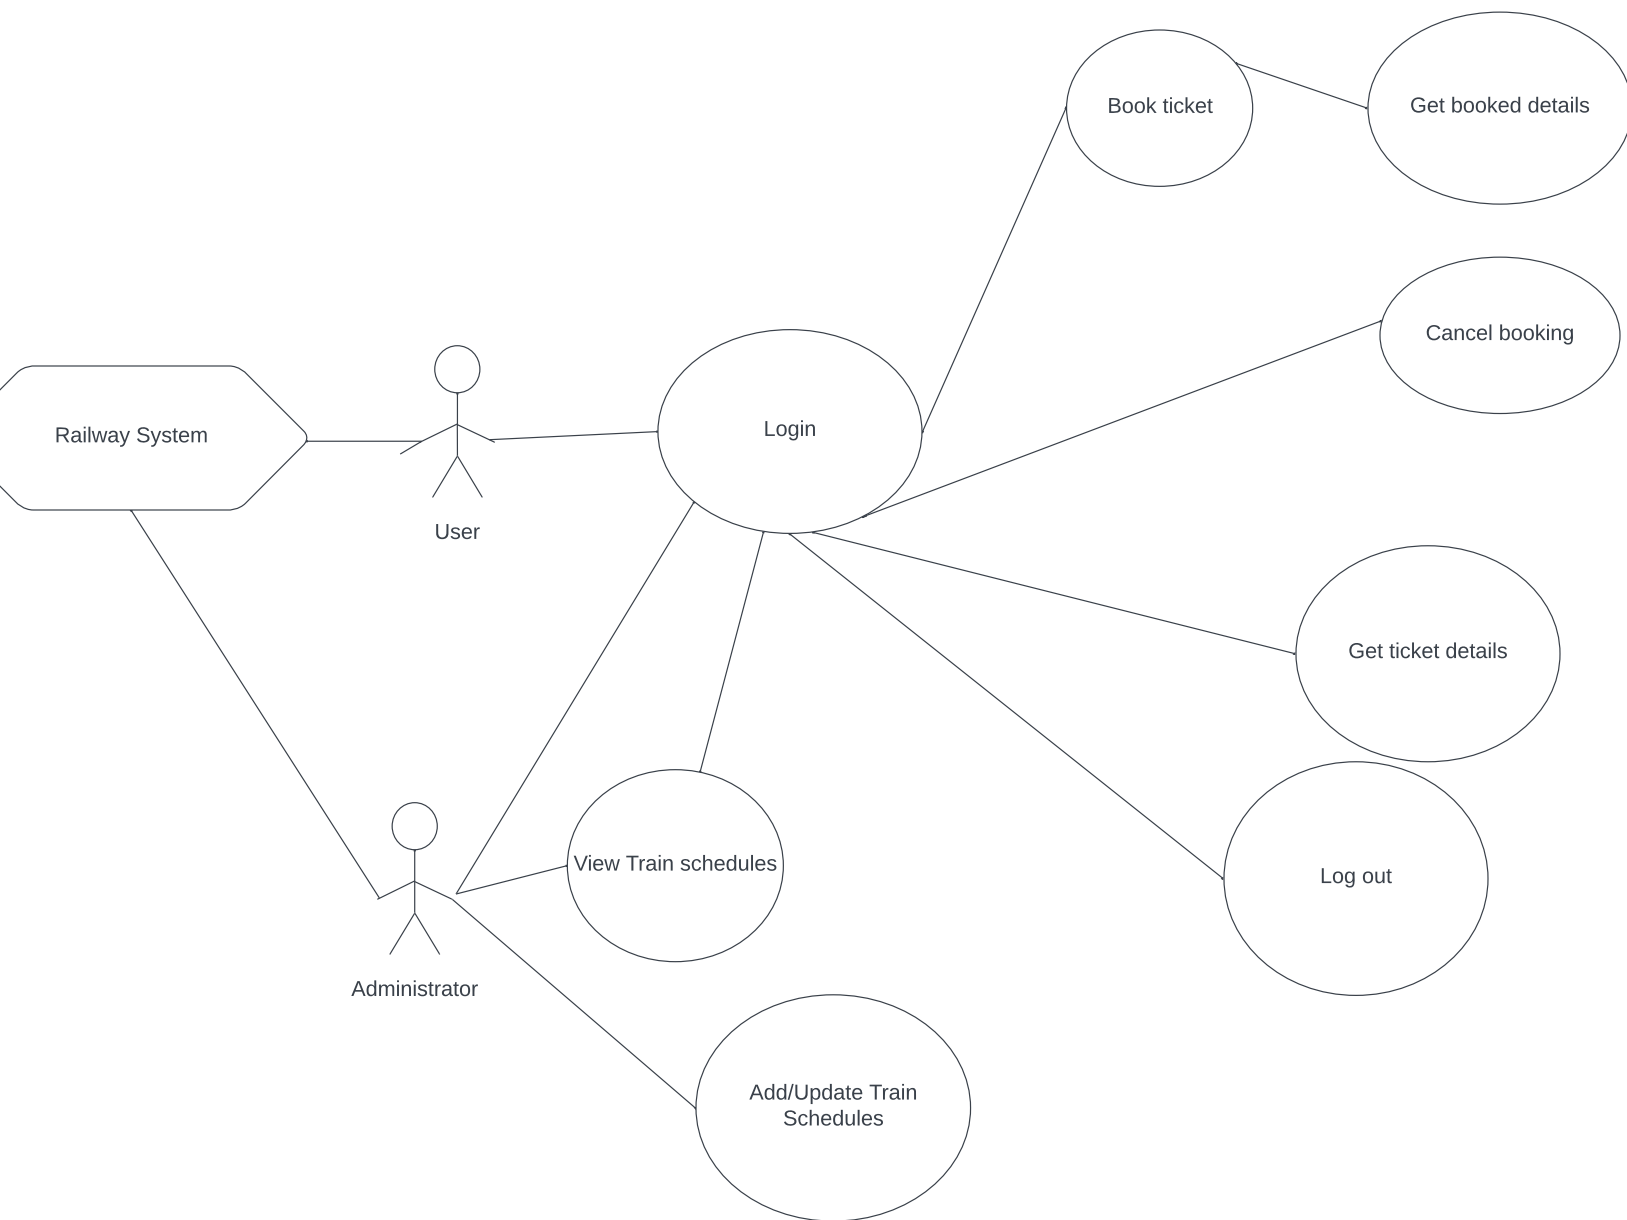 Book ticket
Get booked details
Cancel booking
Login
Railway System
User
Get ticket details
View Train schedules
Log out
Administrator
Add/Update Train
Schedules